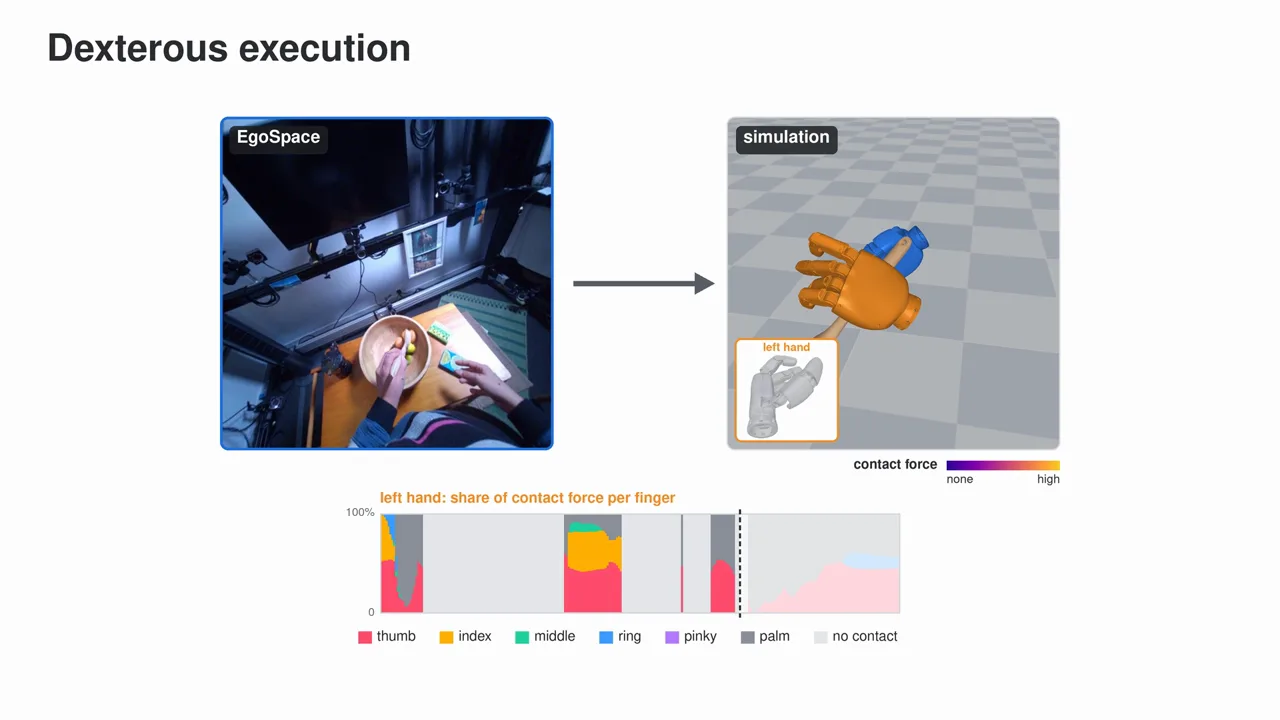 Dexterous execution
EgoSpace
simulation
left hand
contact force
none
high
left hand: share of contact force per finger
100%
0
thumb
index
middle
ring
pinky
palm
no contact